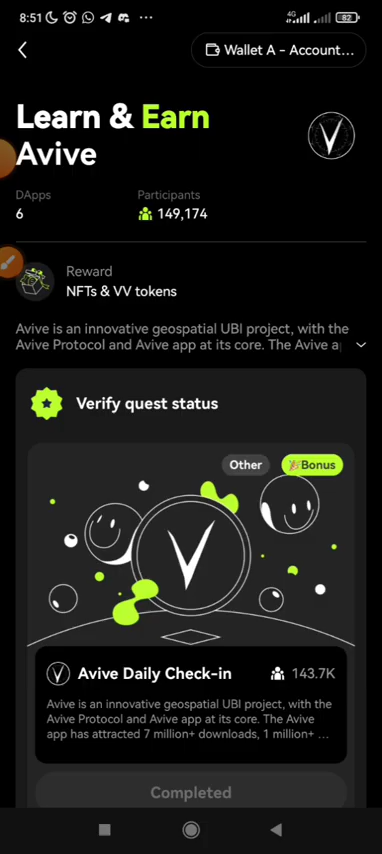 8:51
4G
82
Wallet A - Account...
Learn & Earn
Avive
DApps
Participants
6
149,174
Reward
NFTs & VV tokens
Avive is an innovative geospatial UBI project, with the
Avive Protocol and Avive app at its core. The Avive a
Verify quest status
Other
Bonus
Avive Daily Check-in
143.7K
Avive is an innovative geospatial UBI project, with the
Avive Protocol and Avive app at its core. The Avive
app has attracted 7 million+ downloads, 1 million+ ...
Completed